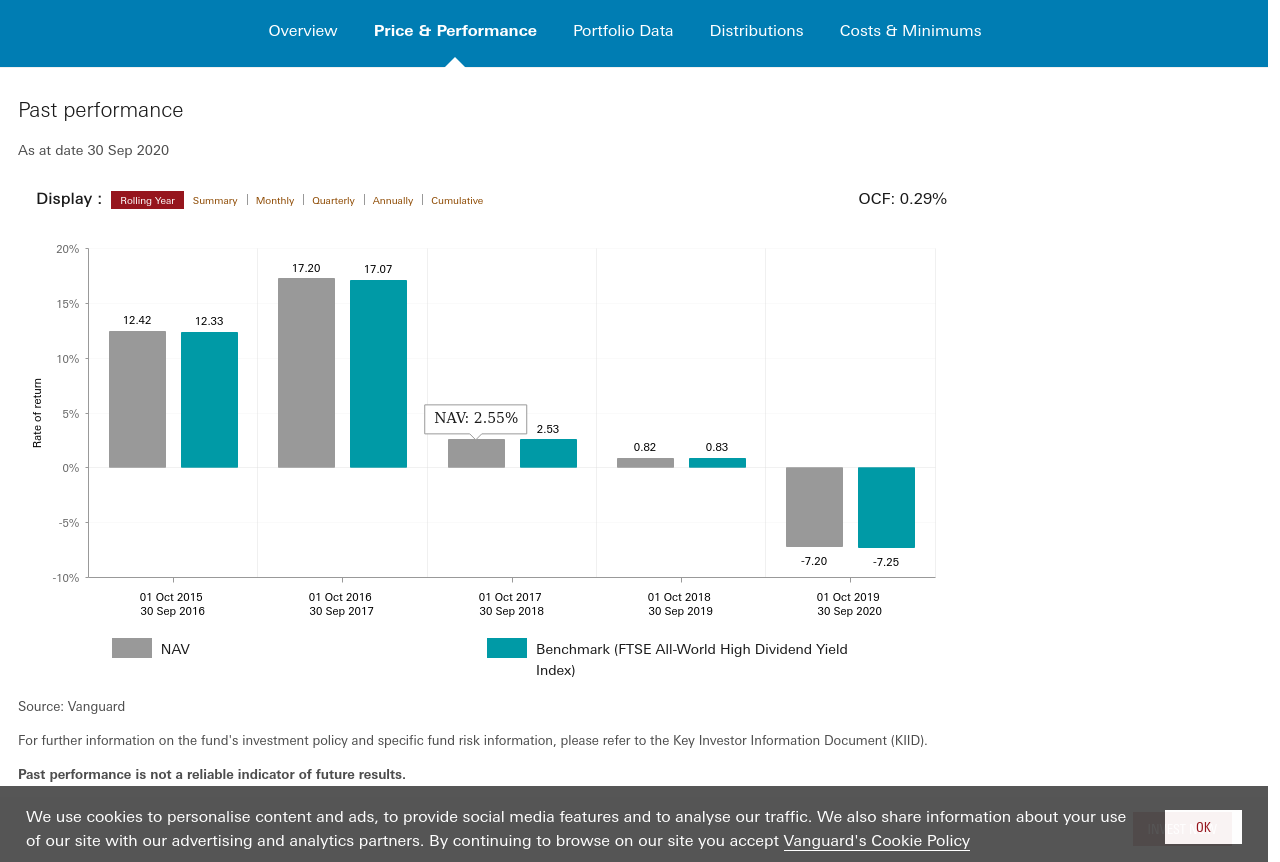 Overview Price & Performance Portfolio Data Distributions Costs & Minimums
Past performance
As at date 30 Sep 2020
Display : Rolling Year Summary Monthly Quarterly Annually Cumulative OCF: 0.29%
20%
15%
10%
5%
0%
-5%
-10%
Rate of return
12.42
12.33
17.20
17.07
NAV: 2.55%
2.53
0.82
0.83
-7.20
-7.25
01 Oct 2015
30 Sep 2016
01 Oct 2016
30 Sep 2017
01 Oct 2017
30 Sep 2018
01 Oct 2018
30 Sep 2019
01 Oct 2019
30 Sep 2020
NAV
Benchmark (FTSE All-World High Dividend Yield
Index)
Source: Vanguard
For further information on the fund's investment policy and specific fund risk information, please refer to the Key Investor Information Document (KIID).
Past performance is not a reliable indicator of future results.
We use cookies to personalise content and ads, to provide social media features and to analyse our traffic. We also share information about your use
of our site with our advertising and analytics partners. By continuing to browse on our site you accept Vanguard's Cookie Policy
OK